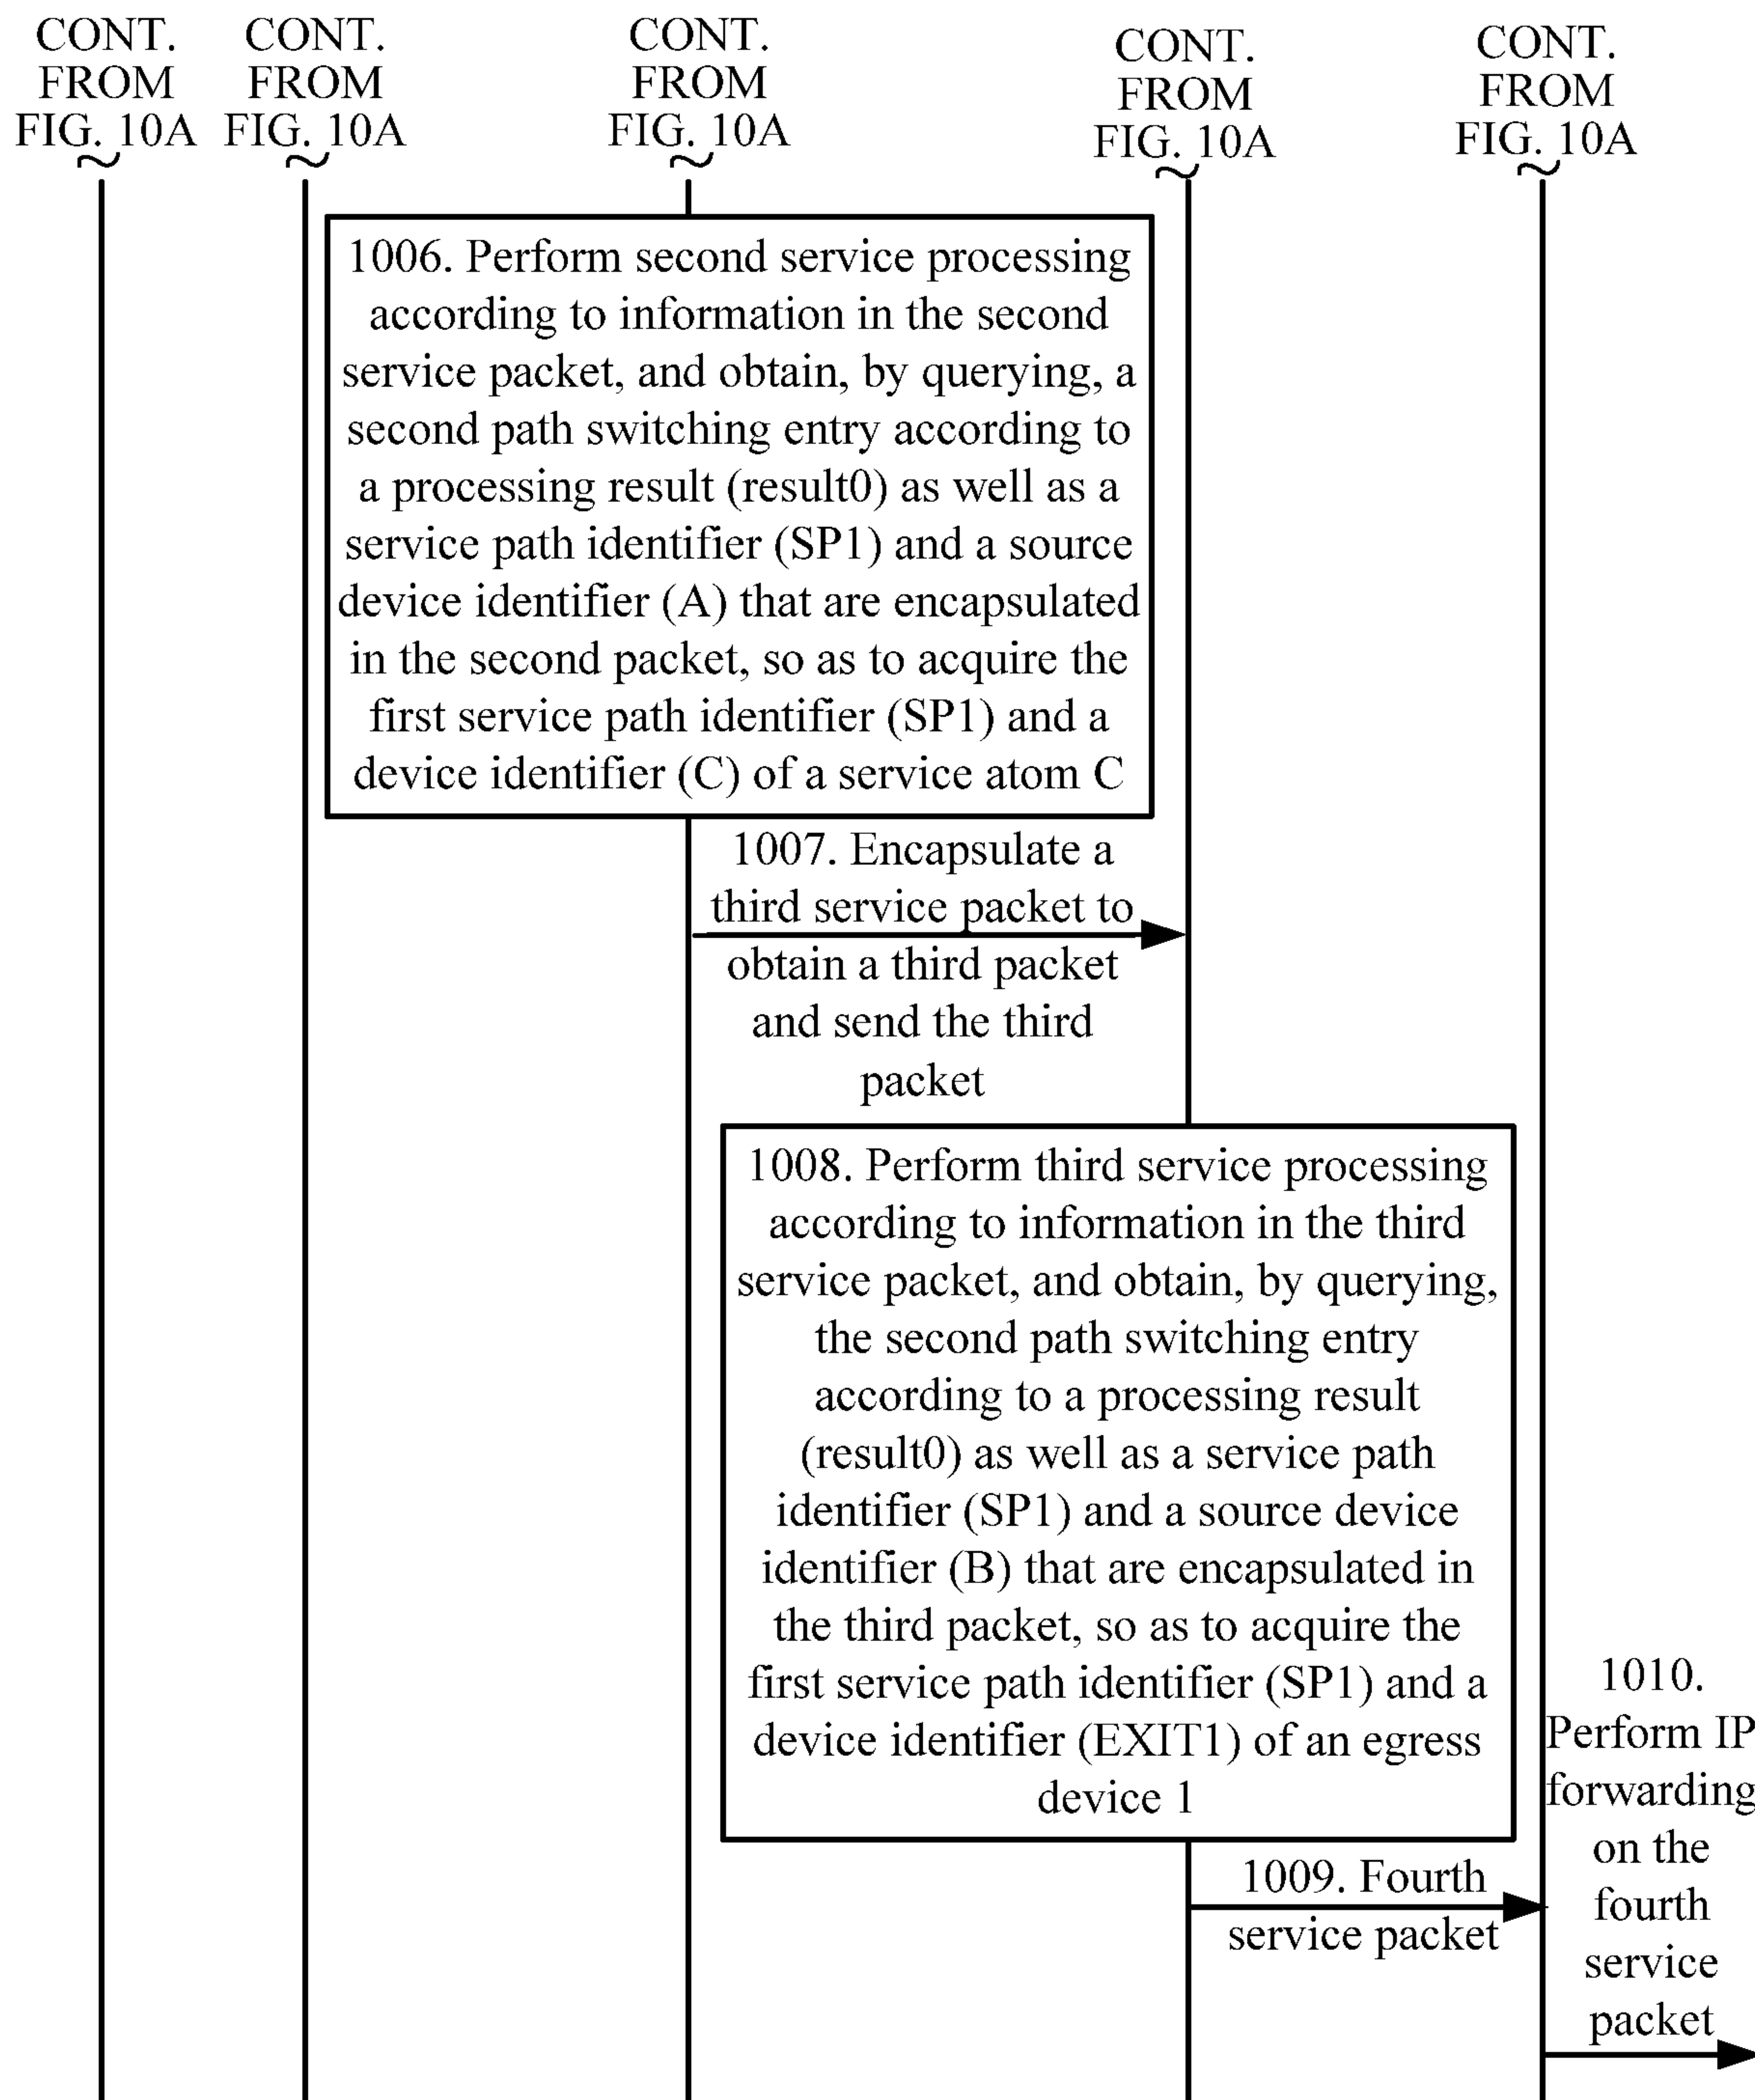 CONT.
FROM
FIG. 10A
CONT.
FROM
FIG. 10A
CONT.
FROM
FIG. 10A
CONT.
FROM
FIG. 10A
CONT.
FROM
FIG. 10A
1006. Perform second service processing
according to information in the second
service packet, and obtain, by querying, a
second path switching entry according to
a processing result (result0) as well as a
service path identifier (SP1) and a source
device identifier (A) that are encapsulated
in the second packet, so as to acquire the
first service path identifier (SP1) and a
device identifier (C) of a service atom C
1007. Encapsulate a
third service packet to
obtain a third packet
and send the third
packet
1008. Perform third service processing
according to information in the third
service packet, and obtain, by querying,
the second path switching entry
according to a processing result
(result0) as well as a service path
identifier (SP1) and a source device
identifier (B) that are encapsulated in
the third packet, so as to acquire the
first service path identifier (SP1) and a
device identifier (EXIT1) of an egress
device 1
1009. Fourth
service packet
1010.
Perform IP
forwarding
on the
fourth
service
packet